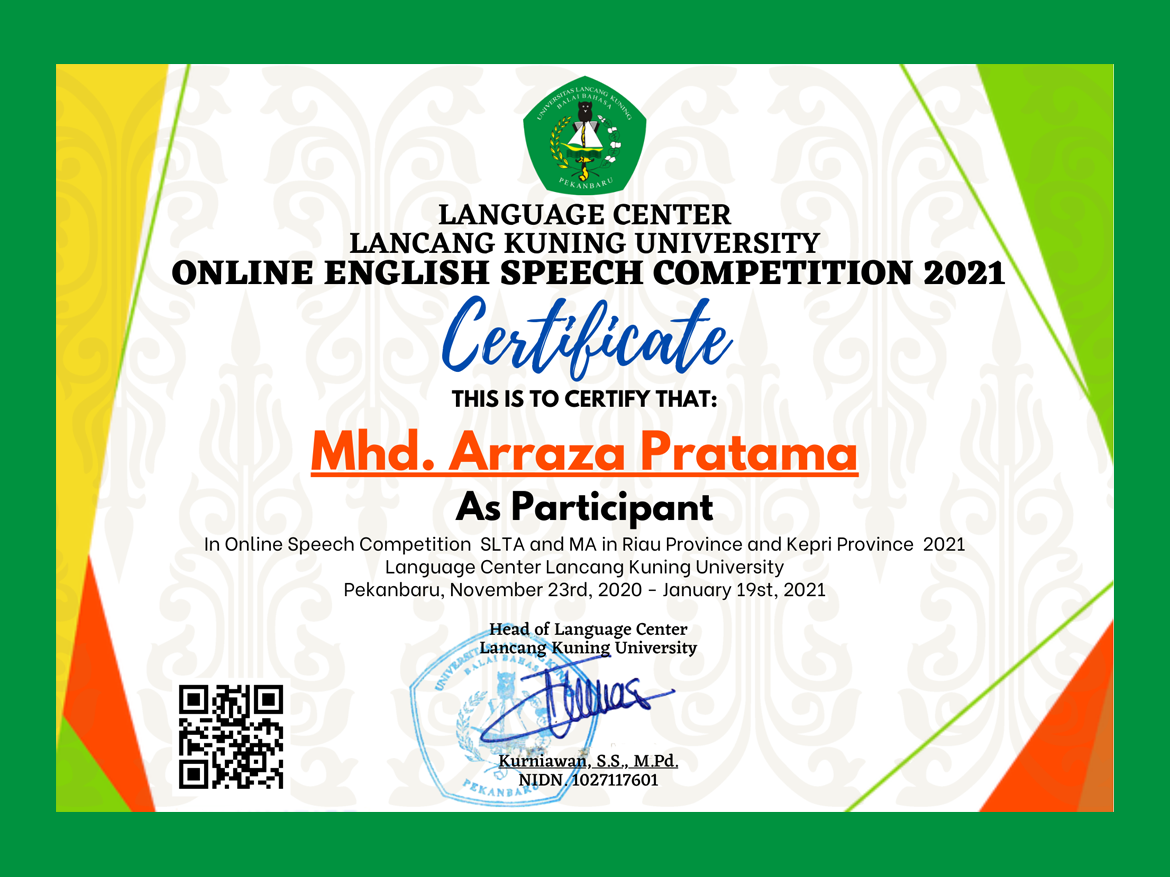 UNIVERSITAS LANCANG KUNING
BALAI BAHASA
PEKANBARU
LANGUAGE CENTER
LANCANG KUNING UNIVERSITY
ONLINE ENGLISH SPEECH COMPETITION 2021
Certificate
THIS IS TO CERTIFY THAT:
Mhd. Arraza Pratama
As Participant
In Online Speech Competition SLTA and MA in Riau Province and Kepri Province 2021
Language Center Lancang Kuning University
Pekanbaru, November 23rd, 2020 - January 19st, 2021
Head of Language Center
Lancang Kuning University
UNIVERSITAS LANCANG KUNING
BALAI BAHASA
PEKANBARU
Kurniawan, S.S., M.Pd.
NIDN. 1027117601